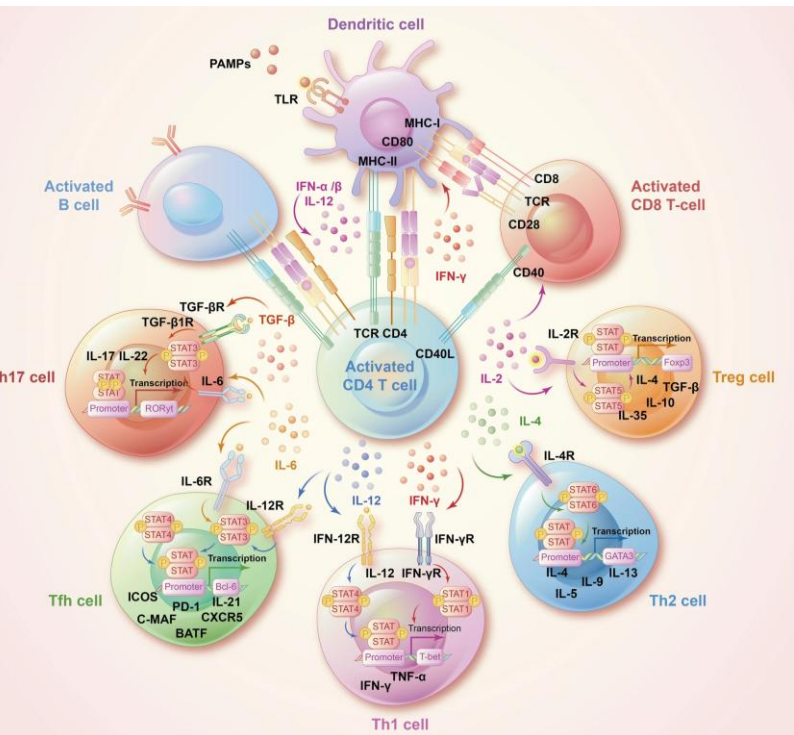 Dendritic cell
PAMPs
TLR
MHC-I
CD80
MHC-II
Activated
B cell
IFN-α /β
IL-12
IFN-γ
CD8
TCR
CD28
CD40
Activated
CD8 T-cell
TCR CD4
CD40L
Activated
CD4 T cell
TGF-βR
TGF-β1R
TGF-β
STAT3
STAT3
P
P
IL-17 IL-22
STAT
STAT
P
P
Transcription
Promoter
RORγt
IL-6
h17 cell
IL-2
IL-2R
STAT
STAT
P
P
Transcription
Promoter
Foxp3
STAT5
STAT5
P
P
IL-4
TGF-β
IL-10
IL-35
Treg cell
IL-6
IL-12
IFN-γ
IL-4
IL-6R
IL-12R
STAT4
STAT4
P
P
STAT3
STAT3
P
P
STAT
STAT
P
P
Transcription
Promoter
Bcl-6
ICOS
PD-1
IL-21
C-MAF
CXCR5
BATF
Tfh cell
IFN-12R
IFN-γR
IL-12
IFN-γR
STAT4
STAT4
P
P
STAT1
STAT1
P
P
STAT
STAT
P
P
Transcription
Promoter
T-bet
TNF-α
IFN-γ
Th1 cell
IL-4R
STAT6
STAT6
P
P
STAT
STAT
P
P
Transcription
Promoter
GATA3
IL-4
IL-9
IL-13
IL-5
Th2 cell